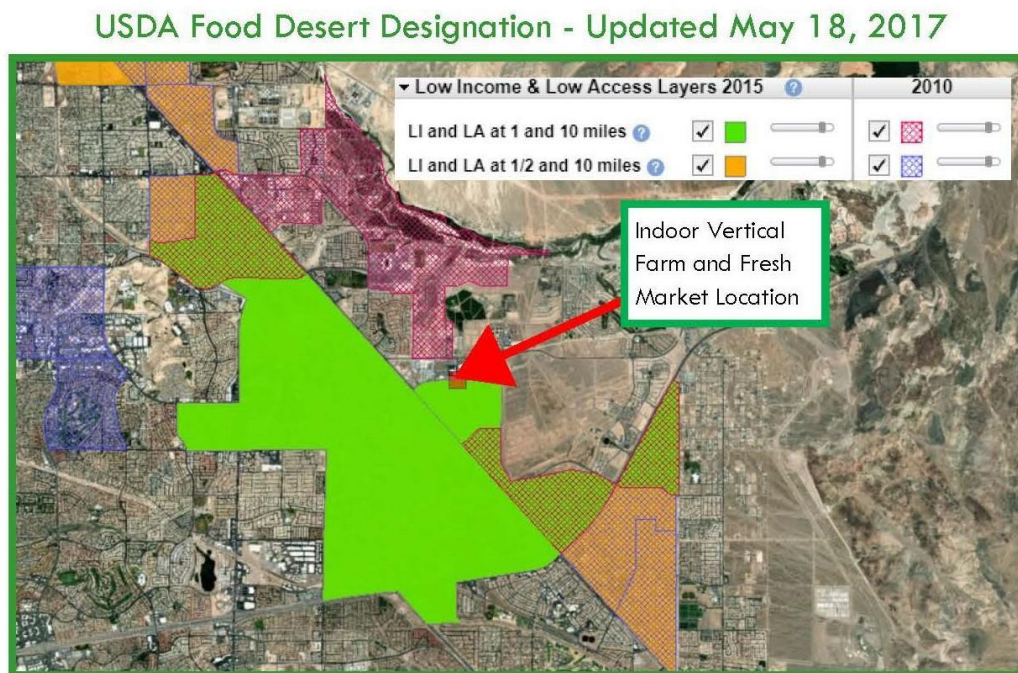 USDA Food Desert Designation - Updated May 18, 2017
Low Income & Low Access Layers 2015 ? 2010
LI and LA at 1 and 10 miles ?
LI and LA at 1/2 and 10 miles ?
Indoor Vertical
Farm and Fresh
Market Location